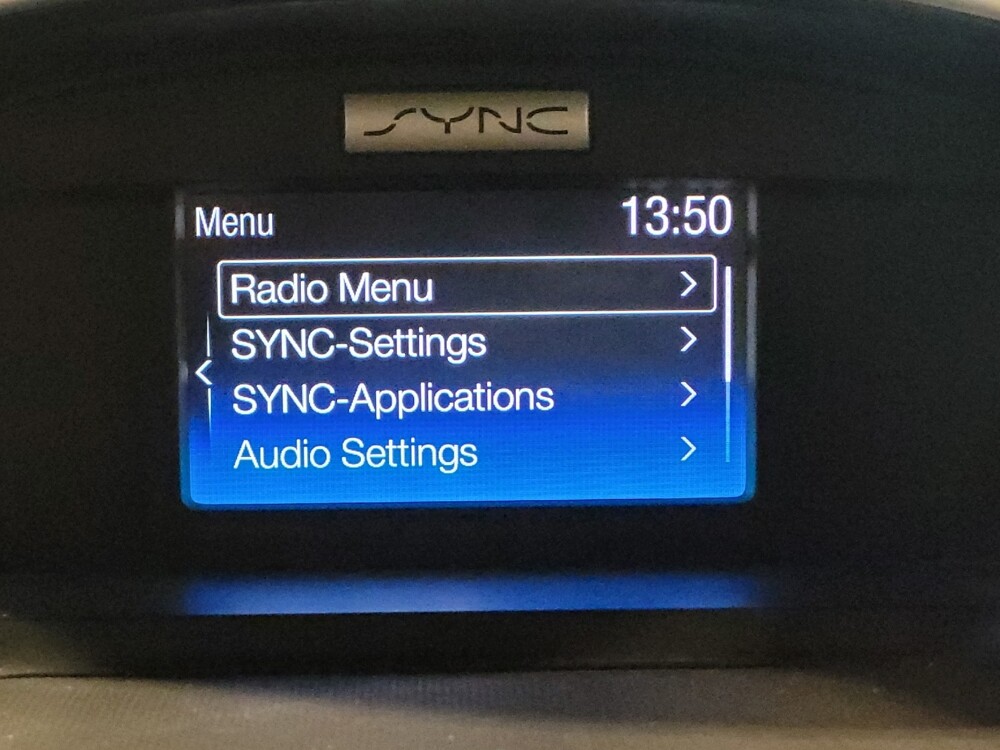 SYNC
Menu 13:50
Radio Menu
SYNC-Settings
SYNC-Applications
Audio Settings